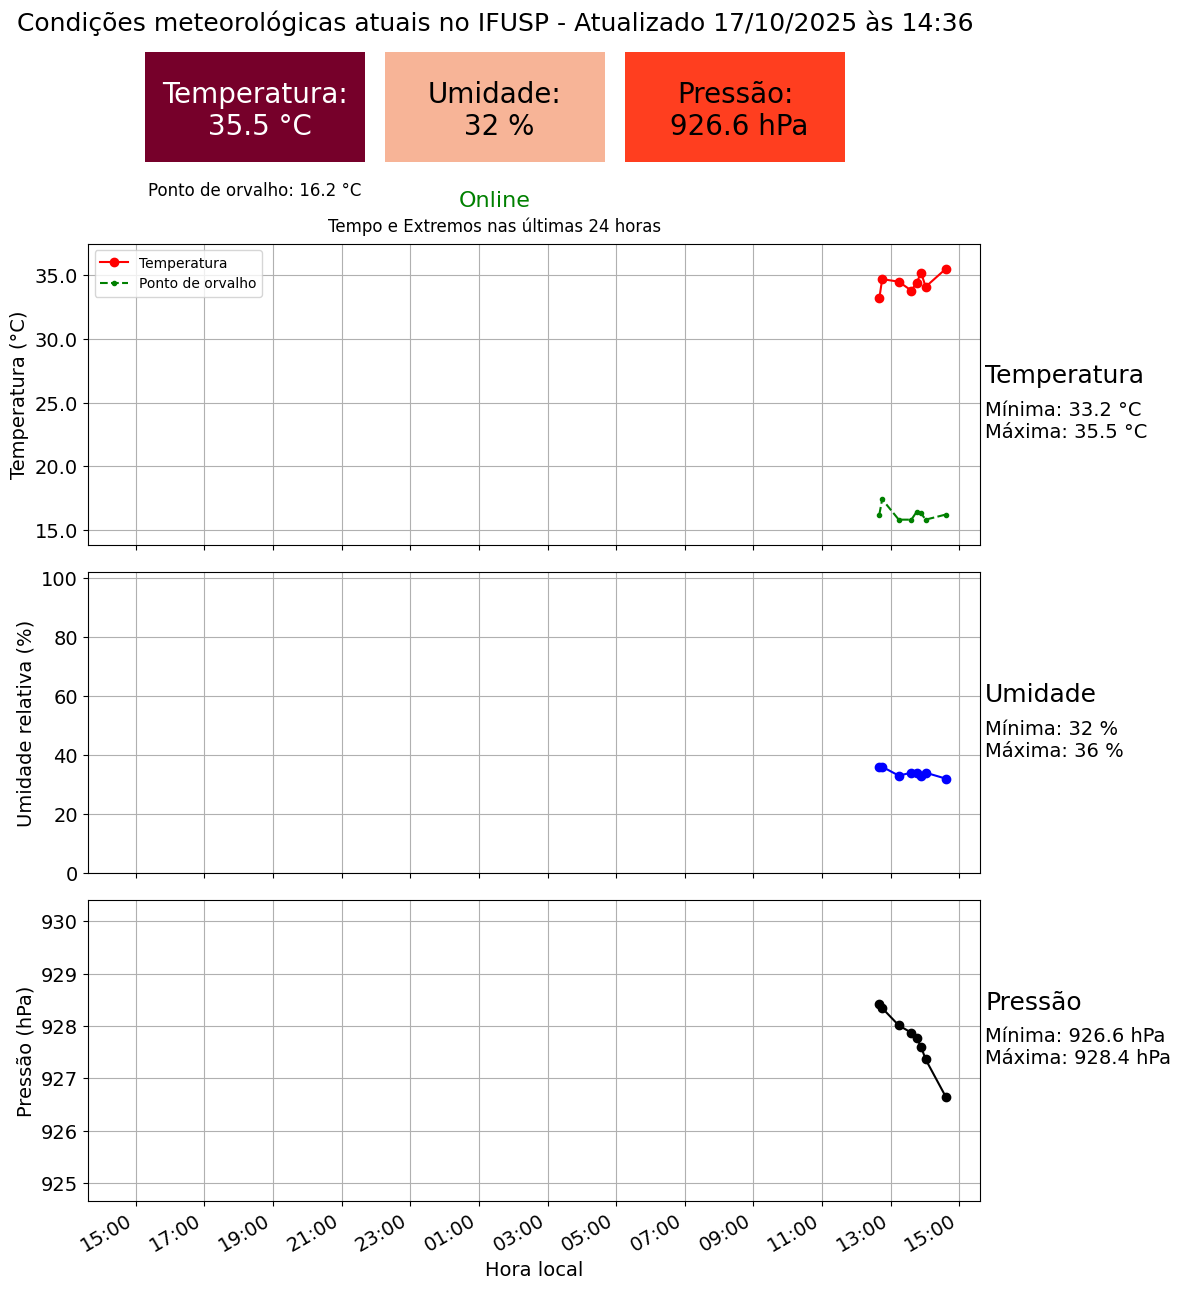 Condições meteorológicas atuais no IFUSP - Atualizado 17/10/2025 às 14:36
Temperatura:
35.5 °C
Umidade:
32 %
Pressão:
926.6 hPa
Ponto de orvalho: 16.2 °C
Online
Tempo e Extremos nas últimas 24 horas
Temperatura
Ponto de orvalho
Temperatura (°C)
35.0
30.0
25.0
20.0
15.0
Temperatura
Mínima: 33.2 °C
Máxima: 35.5 °C
Umidade relativa (%)
100
80
60
40
20
0
Umidade
Mínima: 32 %
Máxima: 36 %
Pressão (hPa)
930
929
928
927
926
925
Pressão
Mínima: 926.6 hPa
Máxima: 928.4 hPa
15:00
17:00
19:00
21:00
23:00
01:00
03:00
05:00
07:00
09:00
11:00
13:00
15:00
Hora local